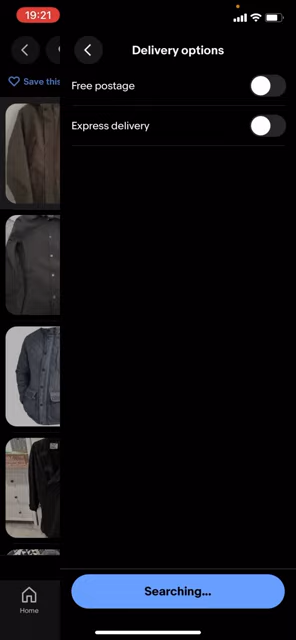 19:21
Delivery options
Save this
Free postage
Express delivery
Searching...
Home